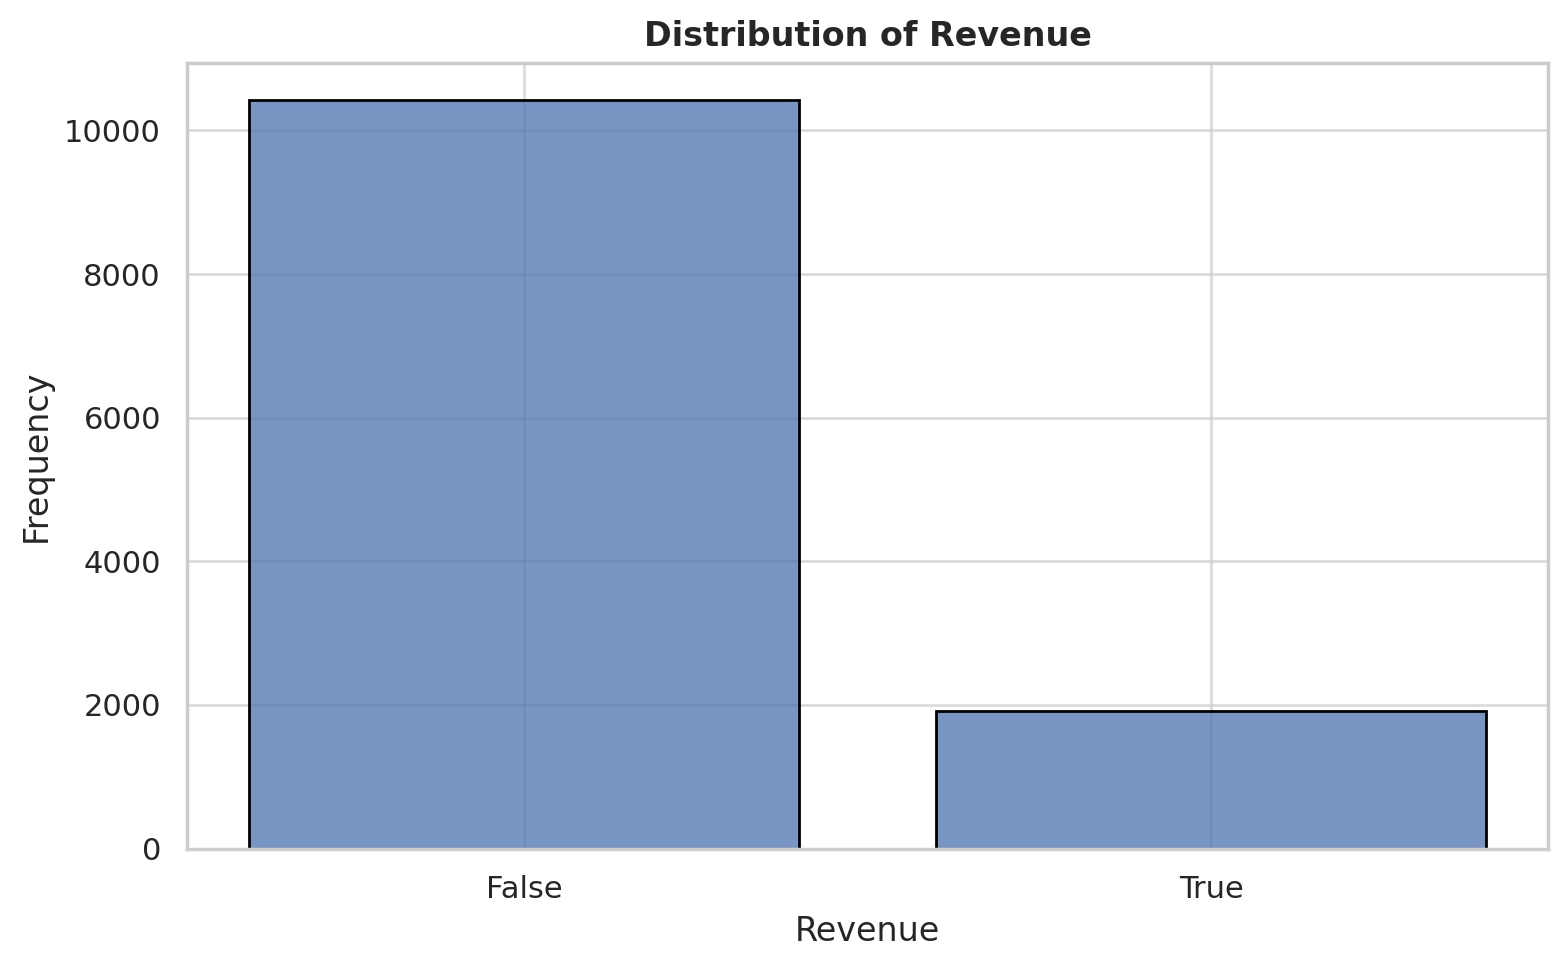 Distribution of Revenue
Frequency
10000
8000
6000
4000
2000
0
False
True
Revenue